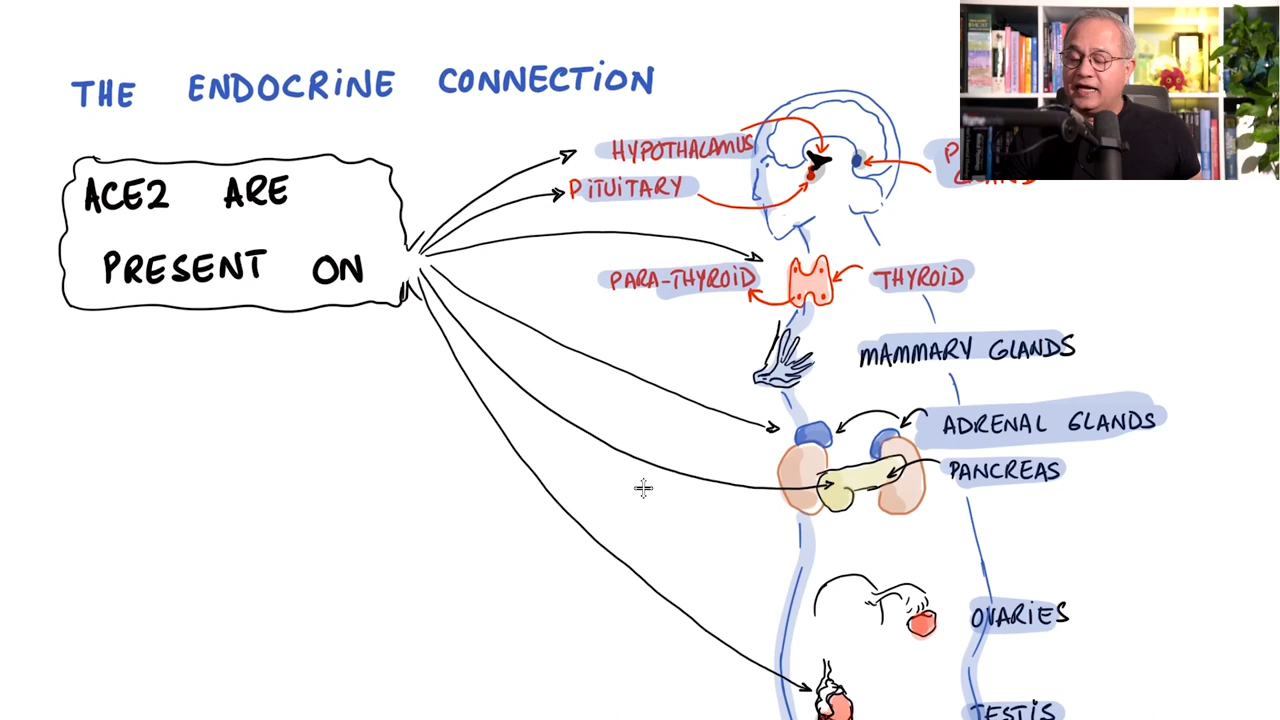 THE ENDOCRINE CONNECTION
ACE2 ARE
PRESENT ON
HYPOTHALAMUS
PITUITARY
PARA-THYROID
THYROID
MAMMARY GLANDS
ADRENAL GLANDS
PANCREAS
OVARIES
TESTIS